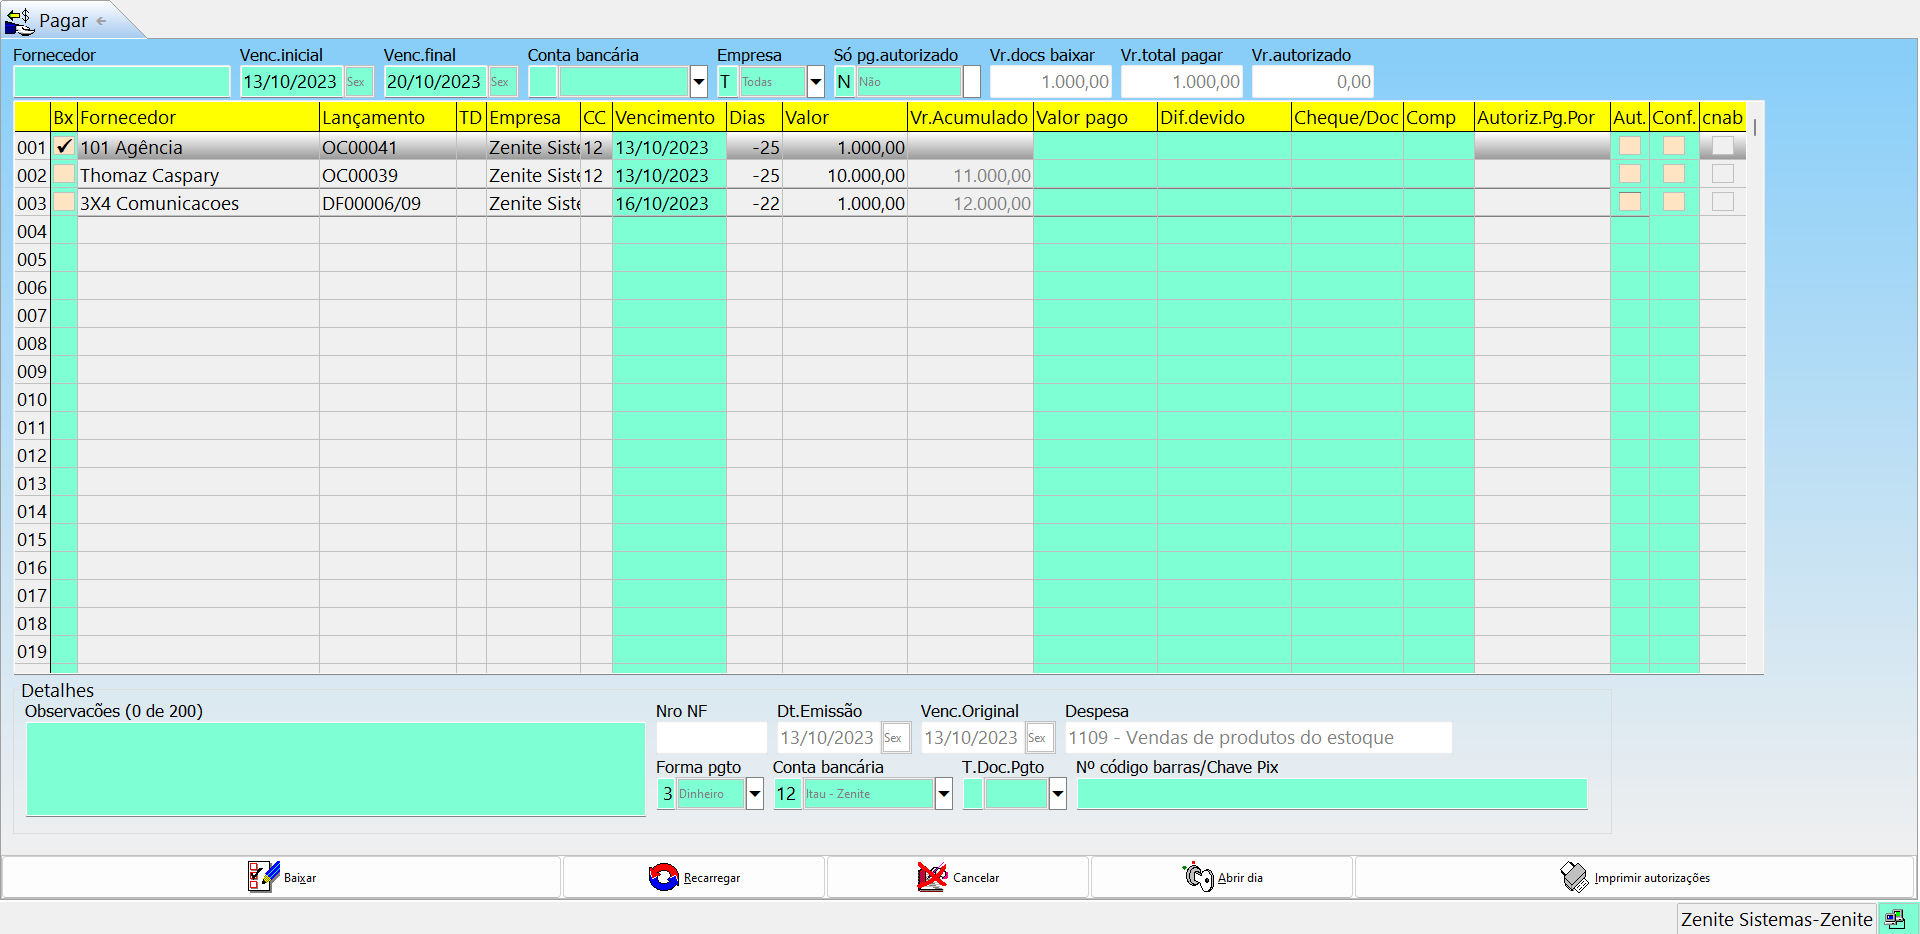 Pagar
Fornecedor Venc.inicial Venc.final Conta bancária Empresa Só pg.autorizado Vr.docs baixar Vr.total pagar Vr.autorizado
13/10/2023 Sex 20/10/2023 Sex T Todas N Não 1.000,00 1.000,00 0,00
Bx Fornecedor Lançamento TD Empresa CC Vencimento Dias Valor Vr.Acumulado Valor pago Dif.devido Cheque/Doc Comp Autoriz.Pg.Por Aut. Conf. cnab
001 101 Agência OC00041 Zenite Siste 12 13/10/2023 -25 1.000,00
002 Thomaz Caspary OC00039 Zenite Siste 12 13/10/2023 -25 10.000,00 11.000,00
003 3X4 Comunicacoes DF00006/09 Zenite Siste 16/10/2023 -22 1.000,00 12.000,00
004
005
006
007
008
009
010
011
012
013
014
015
016
017
018
019
Detalhes
Observacões (0 de 200) Nro NF Dt.Emissão Venc.Original Despesa
13/10/2023 Sex 13/10/2023 Sex 1109 - Vendas de produtos do estoque
Forma pgto Conta bancária T.Doc.Pgto Nº código barras/Chave Pix
3 Dinheiro 12 Itau - Zenite
Baixar Recarregar Cancelar Abrir dia Imprimir autorizações
Zenite Sistemas-Zenite